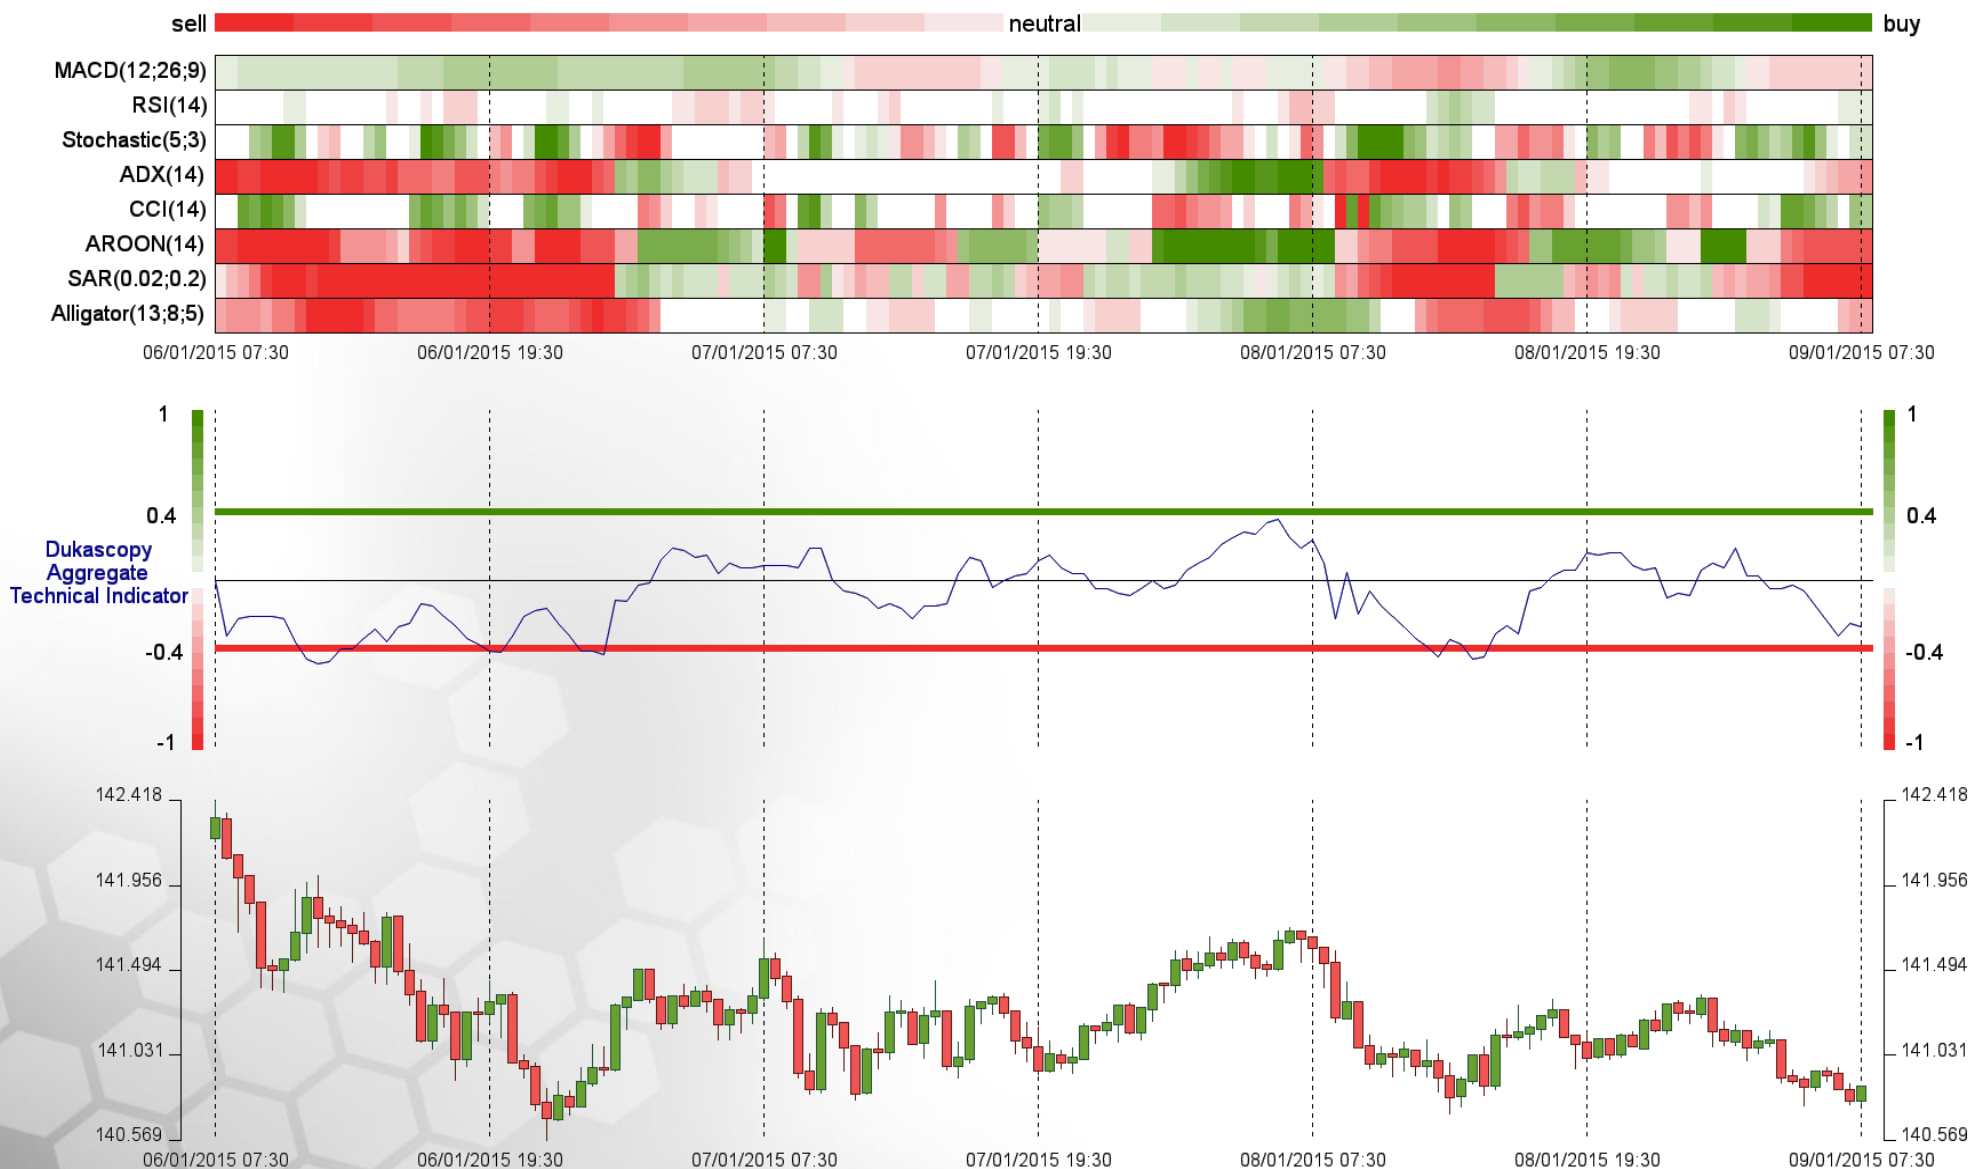 sell neutral buy
MACD(12;26;9)
RSI(14)
Stochastic(5;3)
ADX(14)
CCI(14)
AROON(14)
SAR(0.02;0.2)
Alligator(13;8;5)
06/01/2015 07:30 06/01/2015 19:30 07/01/2015 07:30 07/01/2015 19:30 08/01/2015 07:30 08/01/2015 19:30 09/01/2015 07:30
1 1
0.4 0.4
Dukascopy
Aggregate
Technical Indicator
-0.4 -0.4
-1 -1
142.418 142.418
141.956 141.956
141.494 141.494
141.031 141.031
140.569 140.569
06/01/2015 07:30 06/01/2015 19:30 07/01/2015 07:30 07/01/2015 19:30 08/01/2015 07:30 08/01/2015 19:30 09/01/2015 07:30